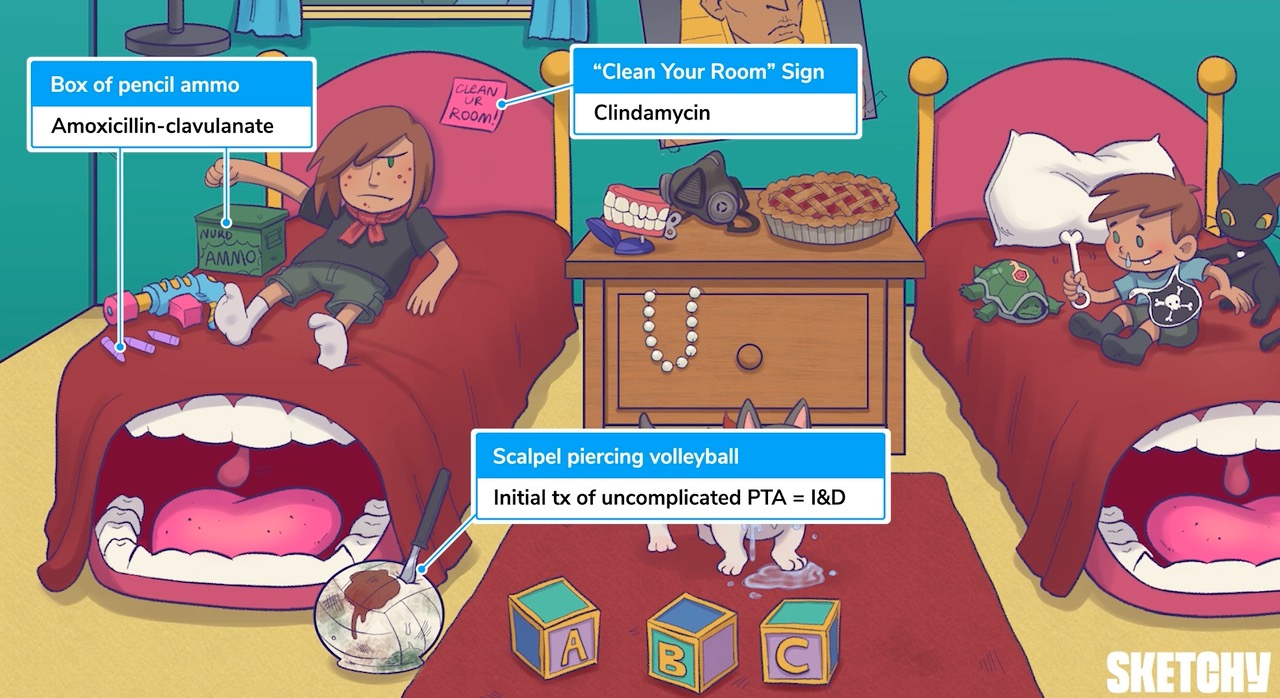 Box of pencil ammo
Amoxicillin-clavulanate
"Clean Your Room" Sign
Clindamycin
CLEAN
UR
ROOM!
NURD
AMMO
Scalpel piercing volleyball
Initial tx of uncomplicated PTA = I&D
A
B
C
SKETCHY